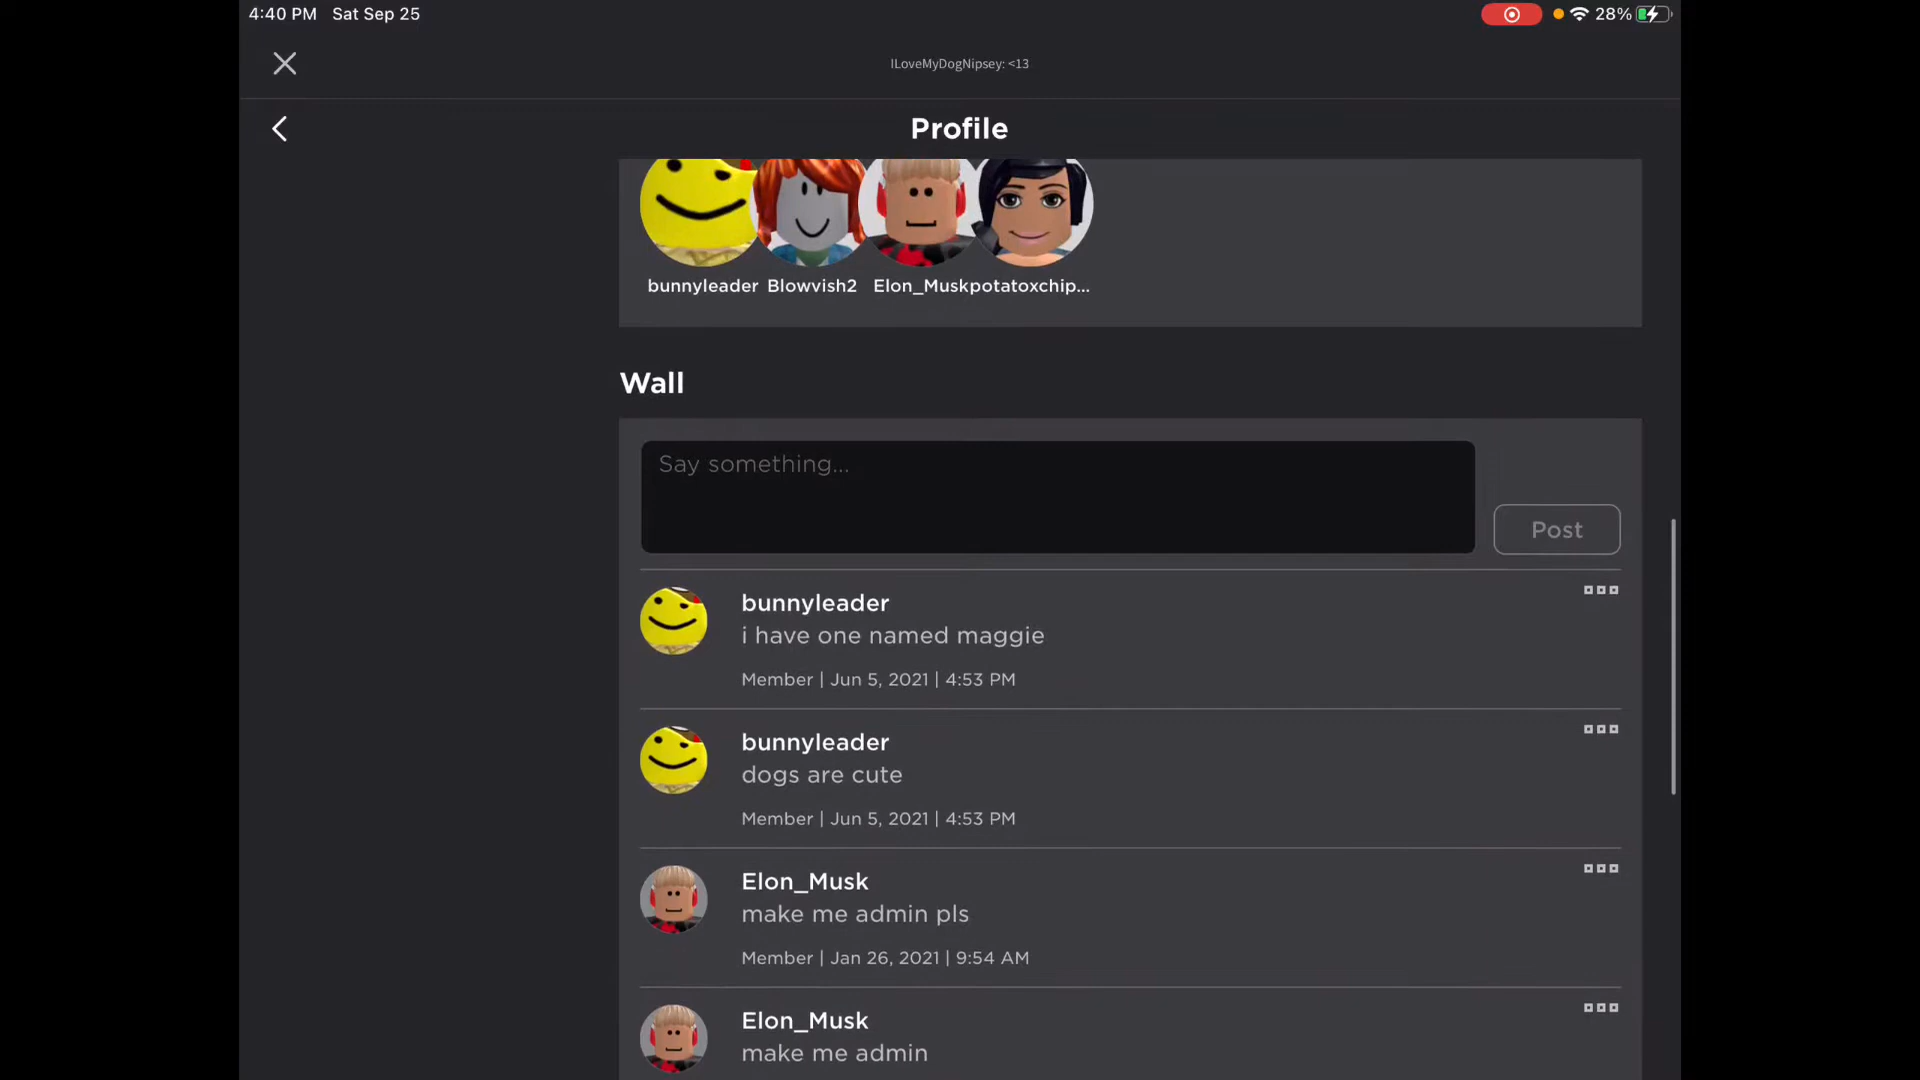 4:40 PM Sat Sep 25
28%
ILoveMyDogNipsey: <13
Profile
bunnyleader Blowvish2 Elon_Musk potatoxchip...
Wall
Say something...
Post
bunnyleader
i have one named maggie
Member | Jun 5, 2021 | 4:53 PM
bunnyleader
dogs are cute
Member | Jun 5, 2021 | 4:53 PM
Elon_Musk
make me admin pls
Member | Jan 26, 2021 | 9:54 AM
Elon_Musk
make me admin